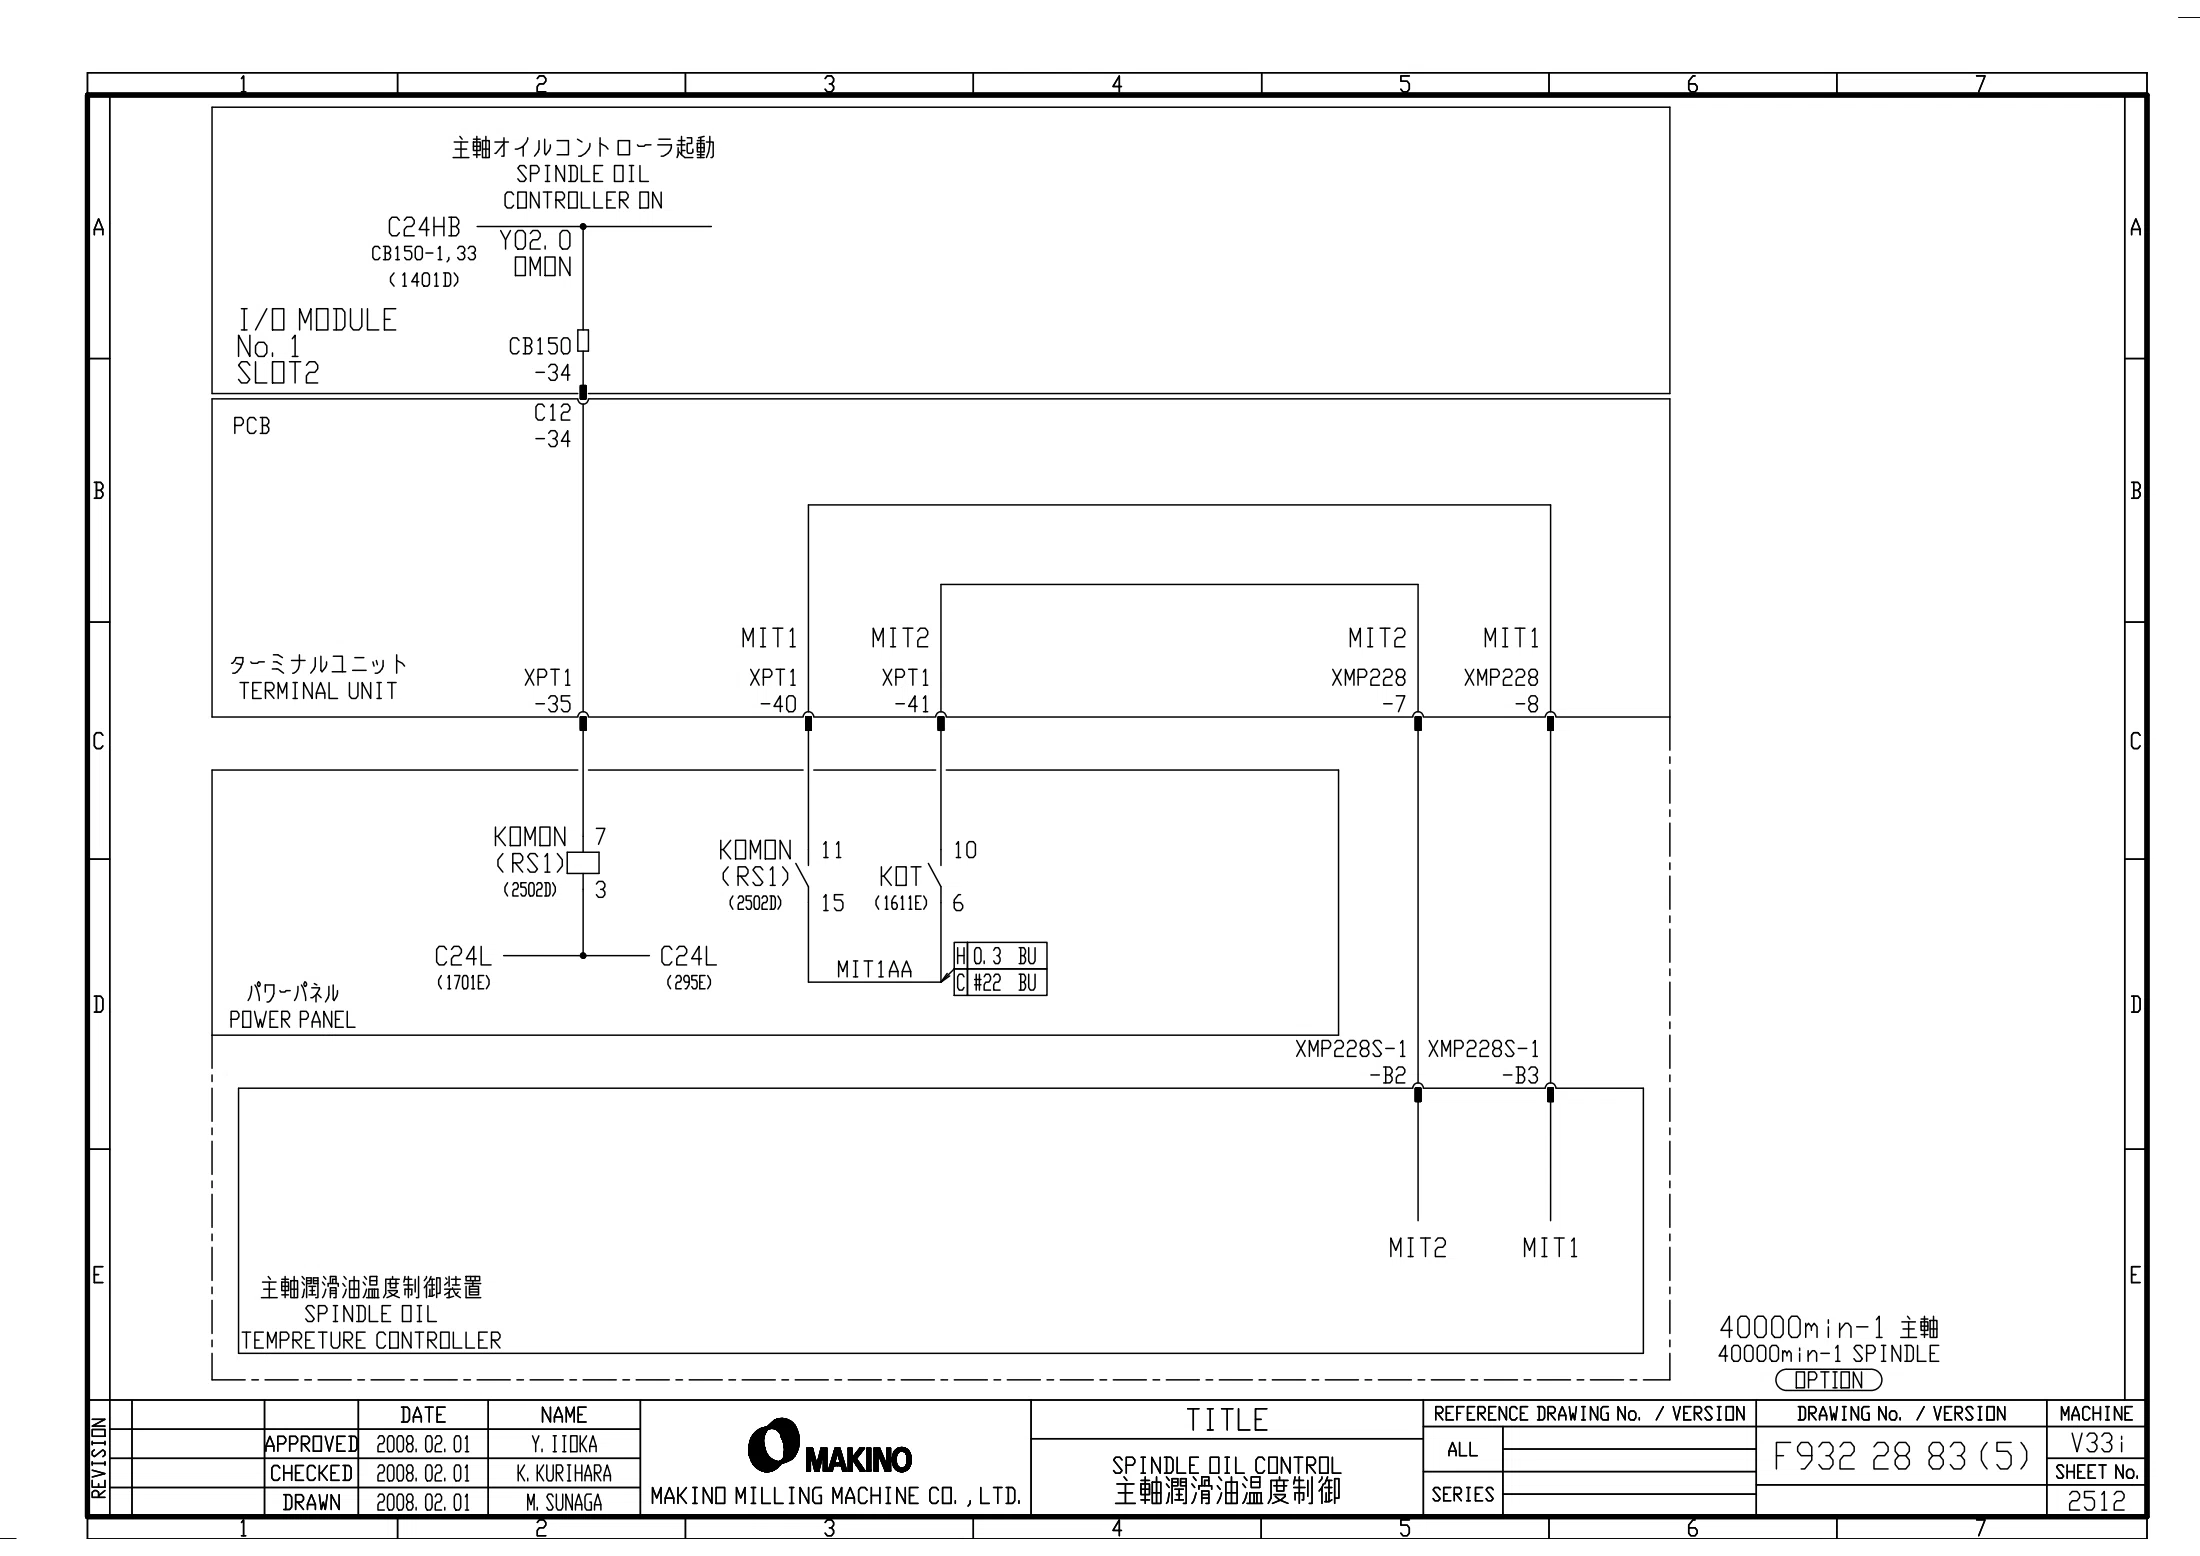 1 2 3 4 5 6 7
A A
B B
C C
D D
E E
主軸オイルコントローラ起動
SPINDLE OIL
CONTROLLER ON
C24HB
CB150-1,33
(1401D)
Y02.0
OMON
I/O MODULE
No. 1
SLOT2
CB150
-34
PCB
C12
-34
MIT1
MIT2
MIT2
MIT1
ターミナルユニット
TERMINAL UNIT
XPT1
-35
XPT1
-40
XPT1
-41
XMP228
-7
XMP228
-8
KOMON
(RS1)
(2502D)
7
3
KOMON
(RS1)
(2502D)
11
15
KOT
(1611E)
10
6
C24L
(1701E)
C24L
(295E)
MIT1AA
H 0.3 BU
C #22 BU
パワーパネル
POWER PANEL
XMP228S-1
-B2
XMP228S-1
-B3
MIT2
MIT1
主軸潤滑油温度制御装置
SPINDLE OIL
TEMPRETURE CONTROLLER
40000min-1 主軸
40000min-1 SPINDLE
OPTION
REVISION
DATE NAME
APPROVED 2008.02.01 Y. IIOKA
CHECKED 2008.02.01 K. KURIHARA
DRAWN 2008.02.01 M. SUNAGA
MAKINO
MAKINO MILLING MACHINE CO.,LTD.
TITLE
SPINDLE OIL CONTROL
主軸潤滑油温度制御
REFERENCE DRAWING No. / VERSION
ALL
SERIES
DRAWING No. / VERSION
F932 28 83(5)
MACHINE
V33i
SHEET No.
2512
1 2 3 4 5 6 7